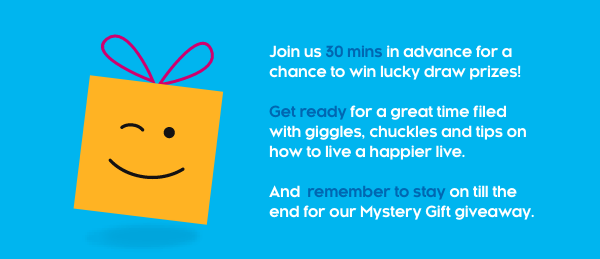 Join us 30 mins in advance for a
chance to win lucky draw prizes!
Get ready for a great time filed
with giggles, chuckles and tips on
how to live a happier live.
And remember to stay on till the
end for our Mystery Gift giveaway.